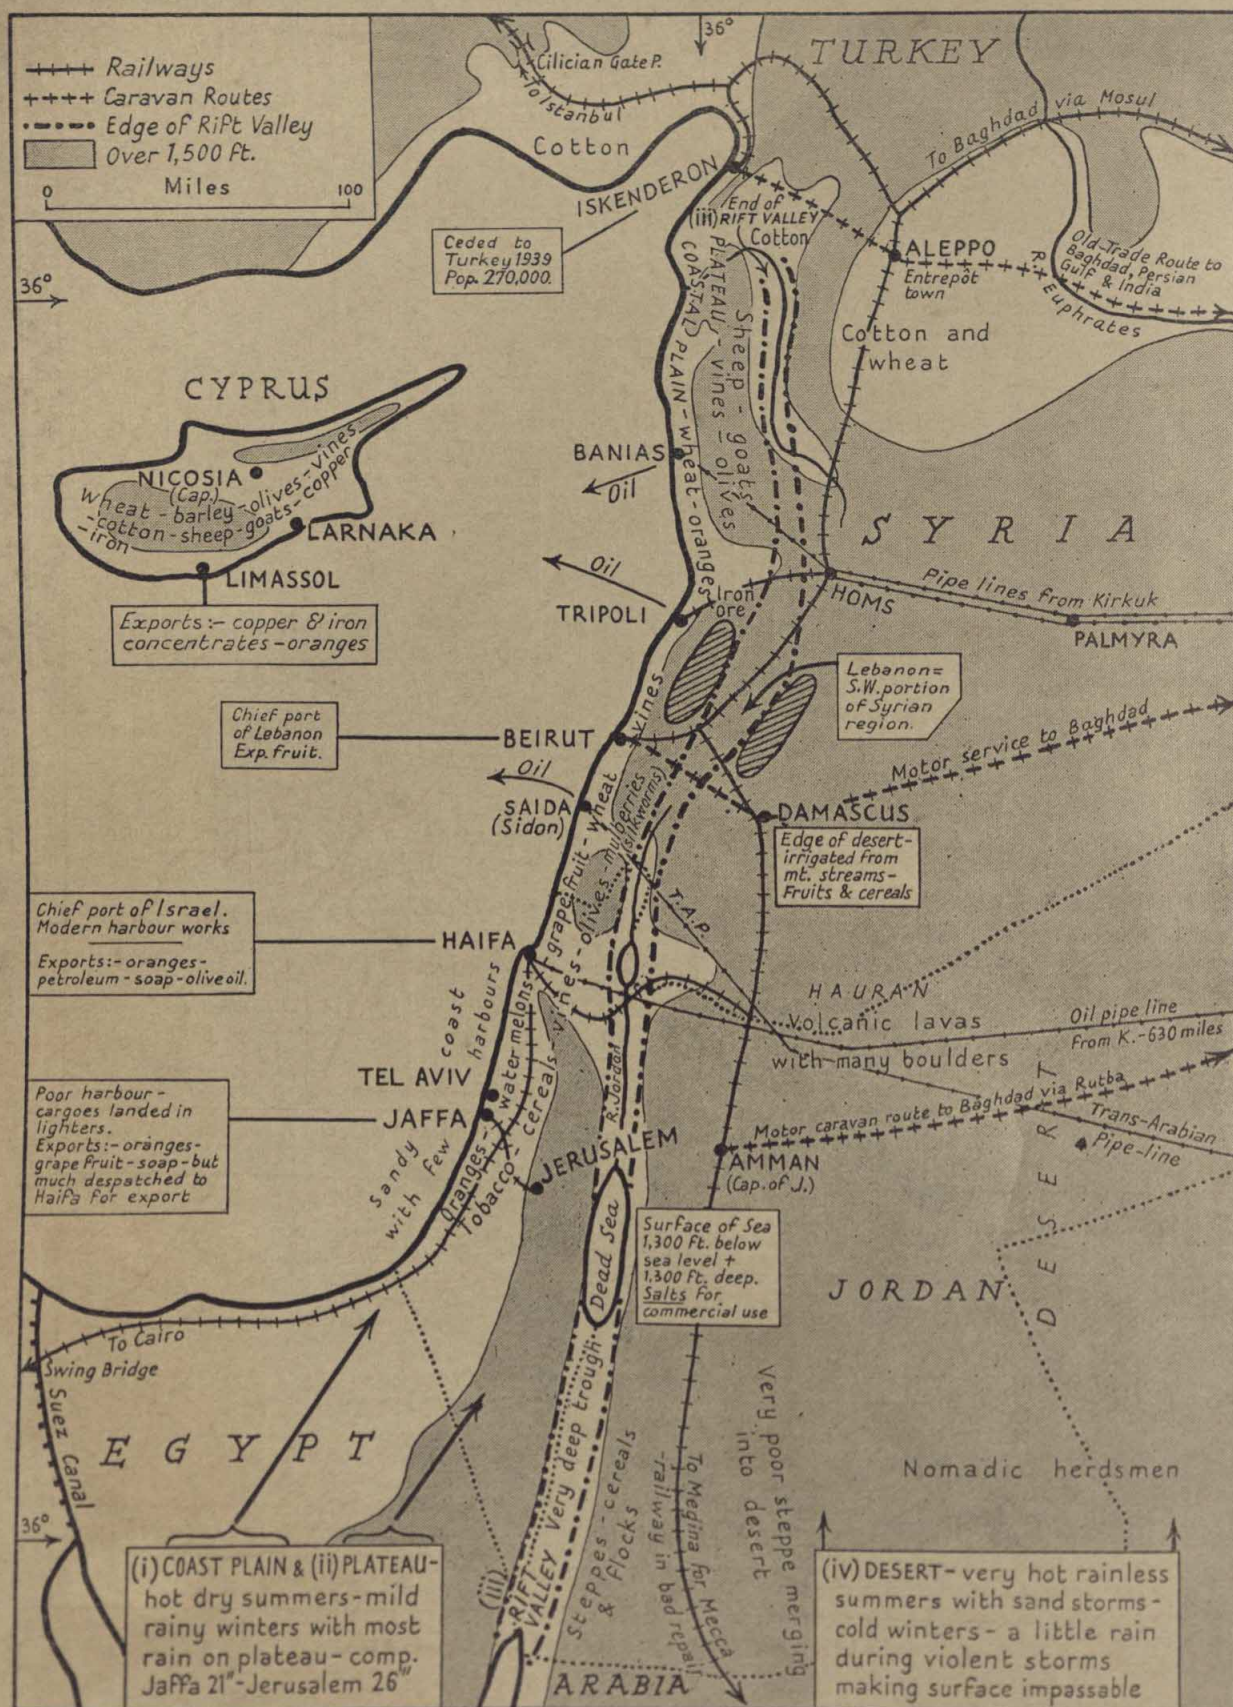 Railways
Caravan Routes
Edge of Rift Valley
Over 1,500 ft.
Miles
0 100
36°
TURKEY
Cilician Gate P.
To Istanbul
Cotton
To Baghdad via Mosul
ISKENDERON
End of
(iii) RIFT VALLEY
Cotton
Ceded to
Turkey 1939
Pop. 270,000.
ALEPPO
Entrepôt
town
Old Trade Route to
Baghdad, Persian
Gulf & India
R. Euphrates
36°
Cotton and
wheat
COASTAL PLAIN - wheat - oranges
PLATEAU - vines - olives
Sheep - goats
CYPRUS
NICOSIA
(Cap.)
Wheat - barley - olives - vines
- cotton - sheep - goats - copper
- iron
LARNAKA
LIMASSOL
Exports :- copper & iron
concentrates - oranges
BANIAS
Oil
SYRIA
Oil
TRIPOLI
Iron
ore
HOMS
Pipe lines from Kirkuk
PALMYRA
Lebanon =
S.W. portion
of Syrian
region.
Chief port
of Lebanon
Exp. fruit.
BEIRUT
vines
Motor service to Baghdad
Oil
SAIDA
(Sidon)
DAMASCUS
Edge of desert-
irrigated from
mt. streams-
Fruits & cereals
grape fruit - wheat
vines - olives - mulberries
(silkworms)
T.A.P.
Chief port of Israel.
Modern harbour works
Exports:- oranges-
petroleum - soap - olive oil.
HAIFA
HAURAN
Volcanic lavas
with many boulders
Oil pipe line
from K.-630 miles
Sandy coast
with few harbours
Oranges - water melons
Tobacco - cereals
TEL AVIV
JAFFA
R. Jordan
Poor harbour -
cargoes landed in
lighters.
Exports:- oranges-
grape fruit - soap - but
much despatched to
Haifa for export
JERUSALEM
Motor caravan route to Baghdad via Rutba
Trans-Arabian
Pipe-line
AMMAN
(Cap. of J.)
Dead Sea
Surface of Sea
1,300 ft. below
sea level +
1,300 ft. deep.
Salts for
commercial use
DESERT
JORDAN
To Cairo
Swing Bridge
Suez Canal
EGYPT
(iii) RIFT
VALLEY Very deep trough
Steppes - cereals
& flocks
To Medina for Mecca
- railway in bad repair
Very poor steppe merging
into desert
Nomadic herdsmen
36°
(i) COAST PLAIN & (ii) PLATEAU-
hot dry summers - mild
rainy winters with most
rain on plateau - comp.
Jaffa 21" - Jerusalem 26"
ARABIA
(iv) DESERT - very hot rainless
summers with sand storms -
cold winters - a little rain
during violent storms
making surface impassable